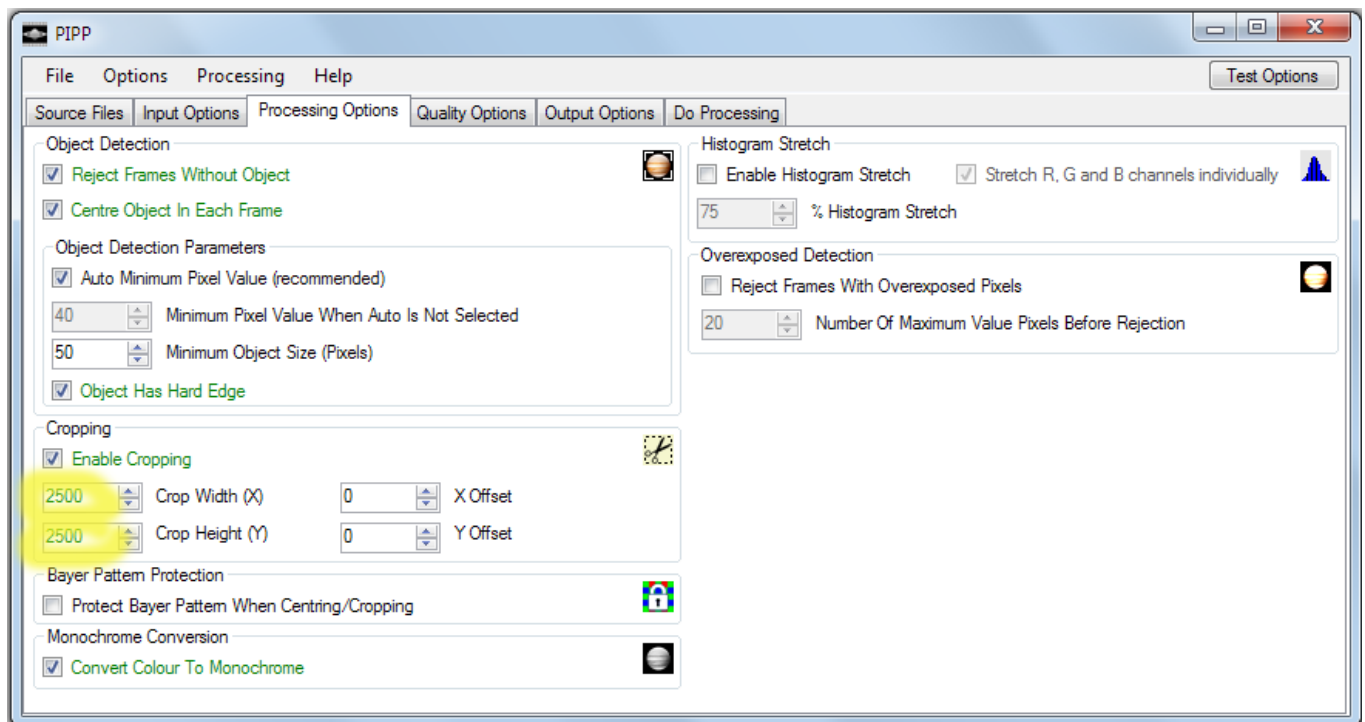 PIPP
File Options Processing Help Test Options
Source Files Input Options Processing Options Quality Options Output Options Do Processing
Object Detection
Reject Frames Without Object
Centre Object In Each Frame
Object Detection Parameters
Auto Minimum Pixel Value (recommended)
40 Minimum Pixel Value When Auto Is Not Selected
50 Minimum Object Size (Pixels)
Object Has Hard Edge
Cropping
Enable Cropping
2500 Crop Width (X) 0 X Offset
2500 Crop Height (Y) 0 Y Offset
Bayer Pattern Protection
Protect Bayer Pattern When Centring/Cropping
Monochrome Conversion
Convert Colour To Monochrome
Histogram Stretch
Enable Histogram Stretch Stretch R, G and B channels individually
75 % Histogram Stretch
Overexposed Detection
Reject Frames With Overexposed Pixels
20 Number Of Maximum Value Pixels Before Rejection